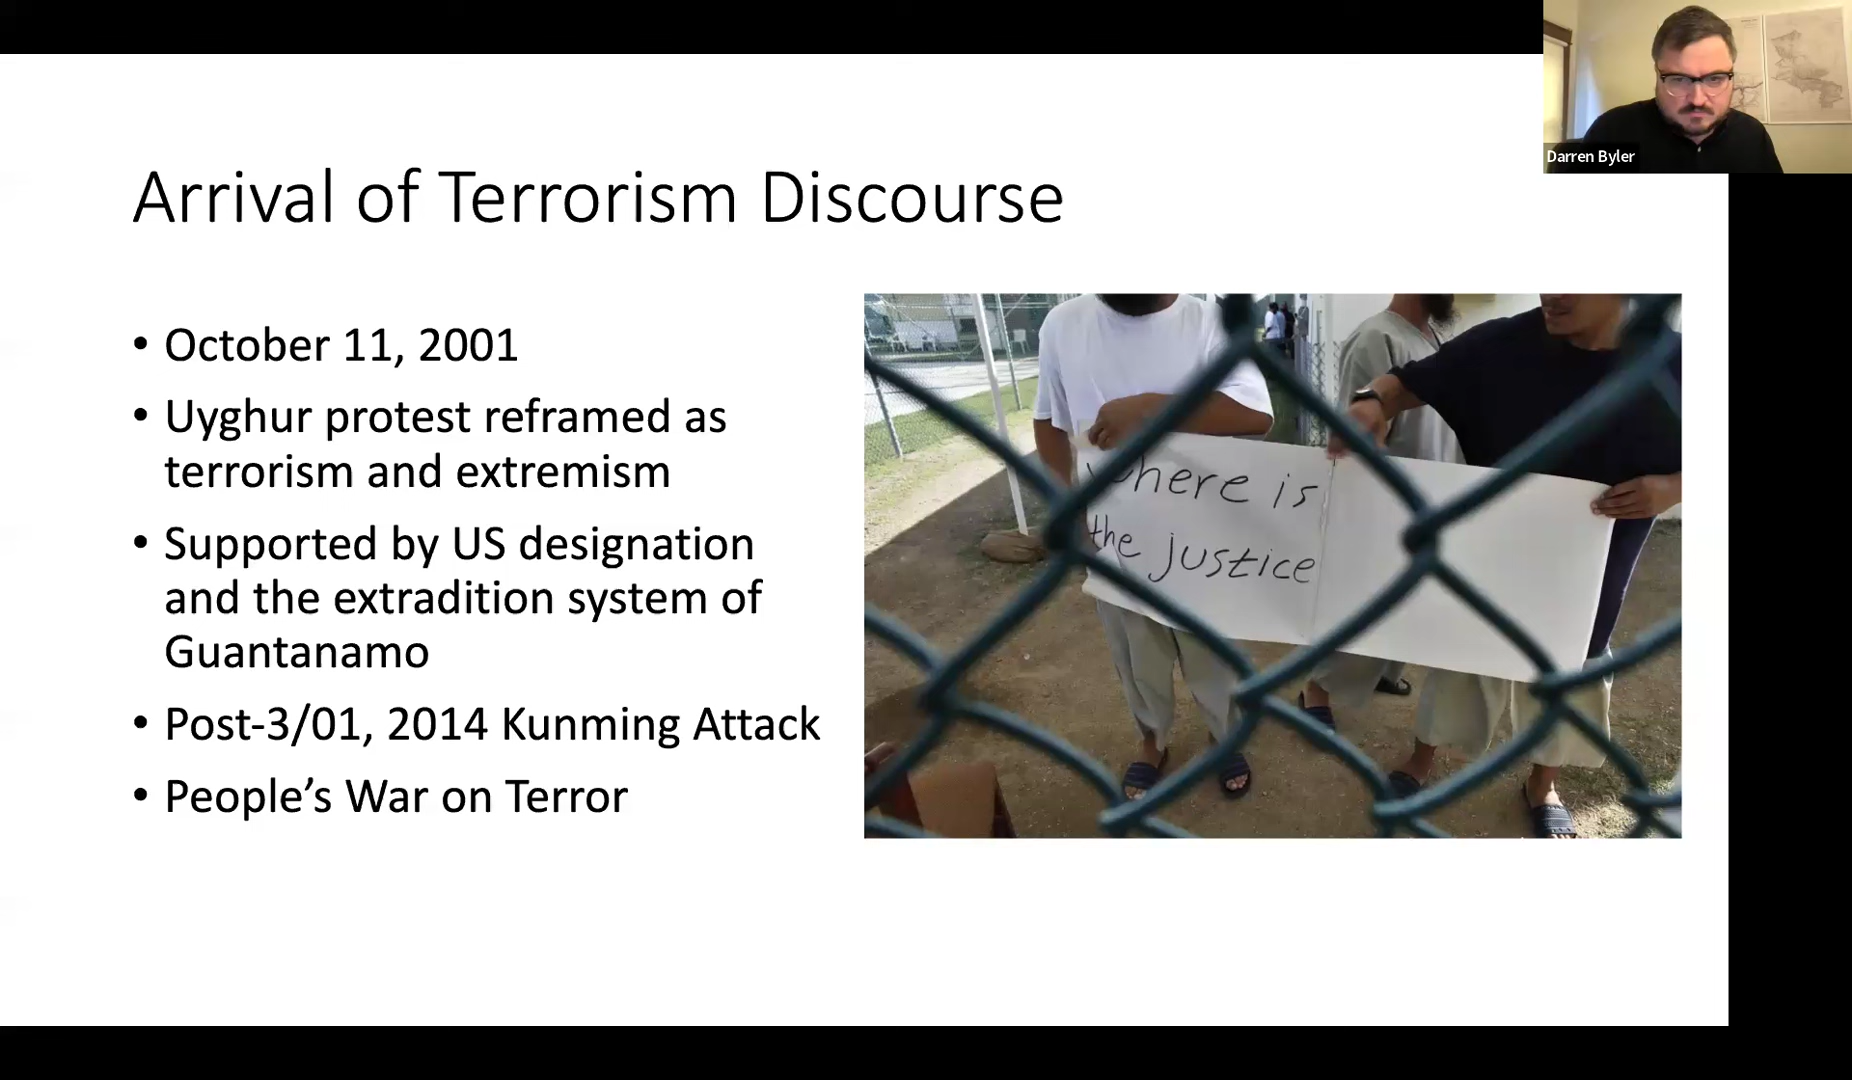 Darren Byler
Arrival of Terrorism Discourse
• October 11, 2001
• Uyghur protest reframed as
terrorism and extremism
• Supported by US designation
and the extradition system of
Guantanamo
• Post-3/01, 2014 Kunming Attack
• People’s War on Terror
Where is
the justice